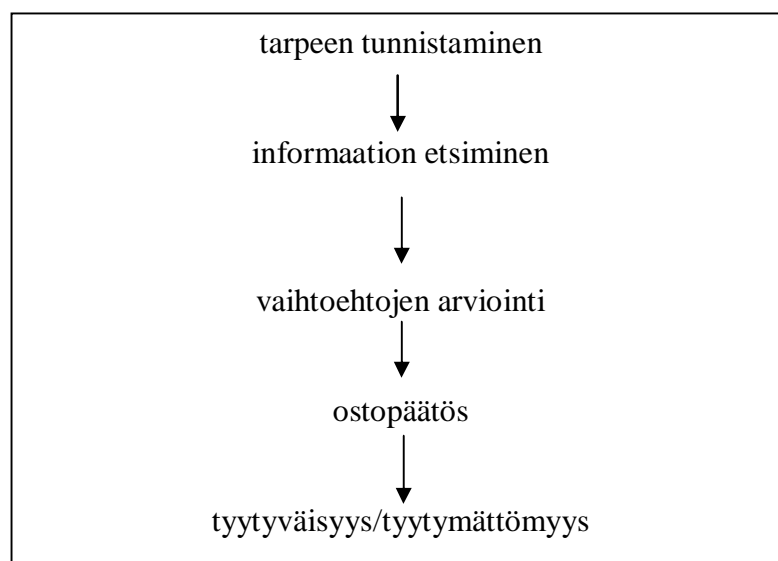 tarpeen tunnistaminen
informaation etsiminen
vaihtoehtojen arviointi
ostopäätös
tyytyväisyys/tyytymättömyys